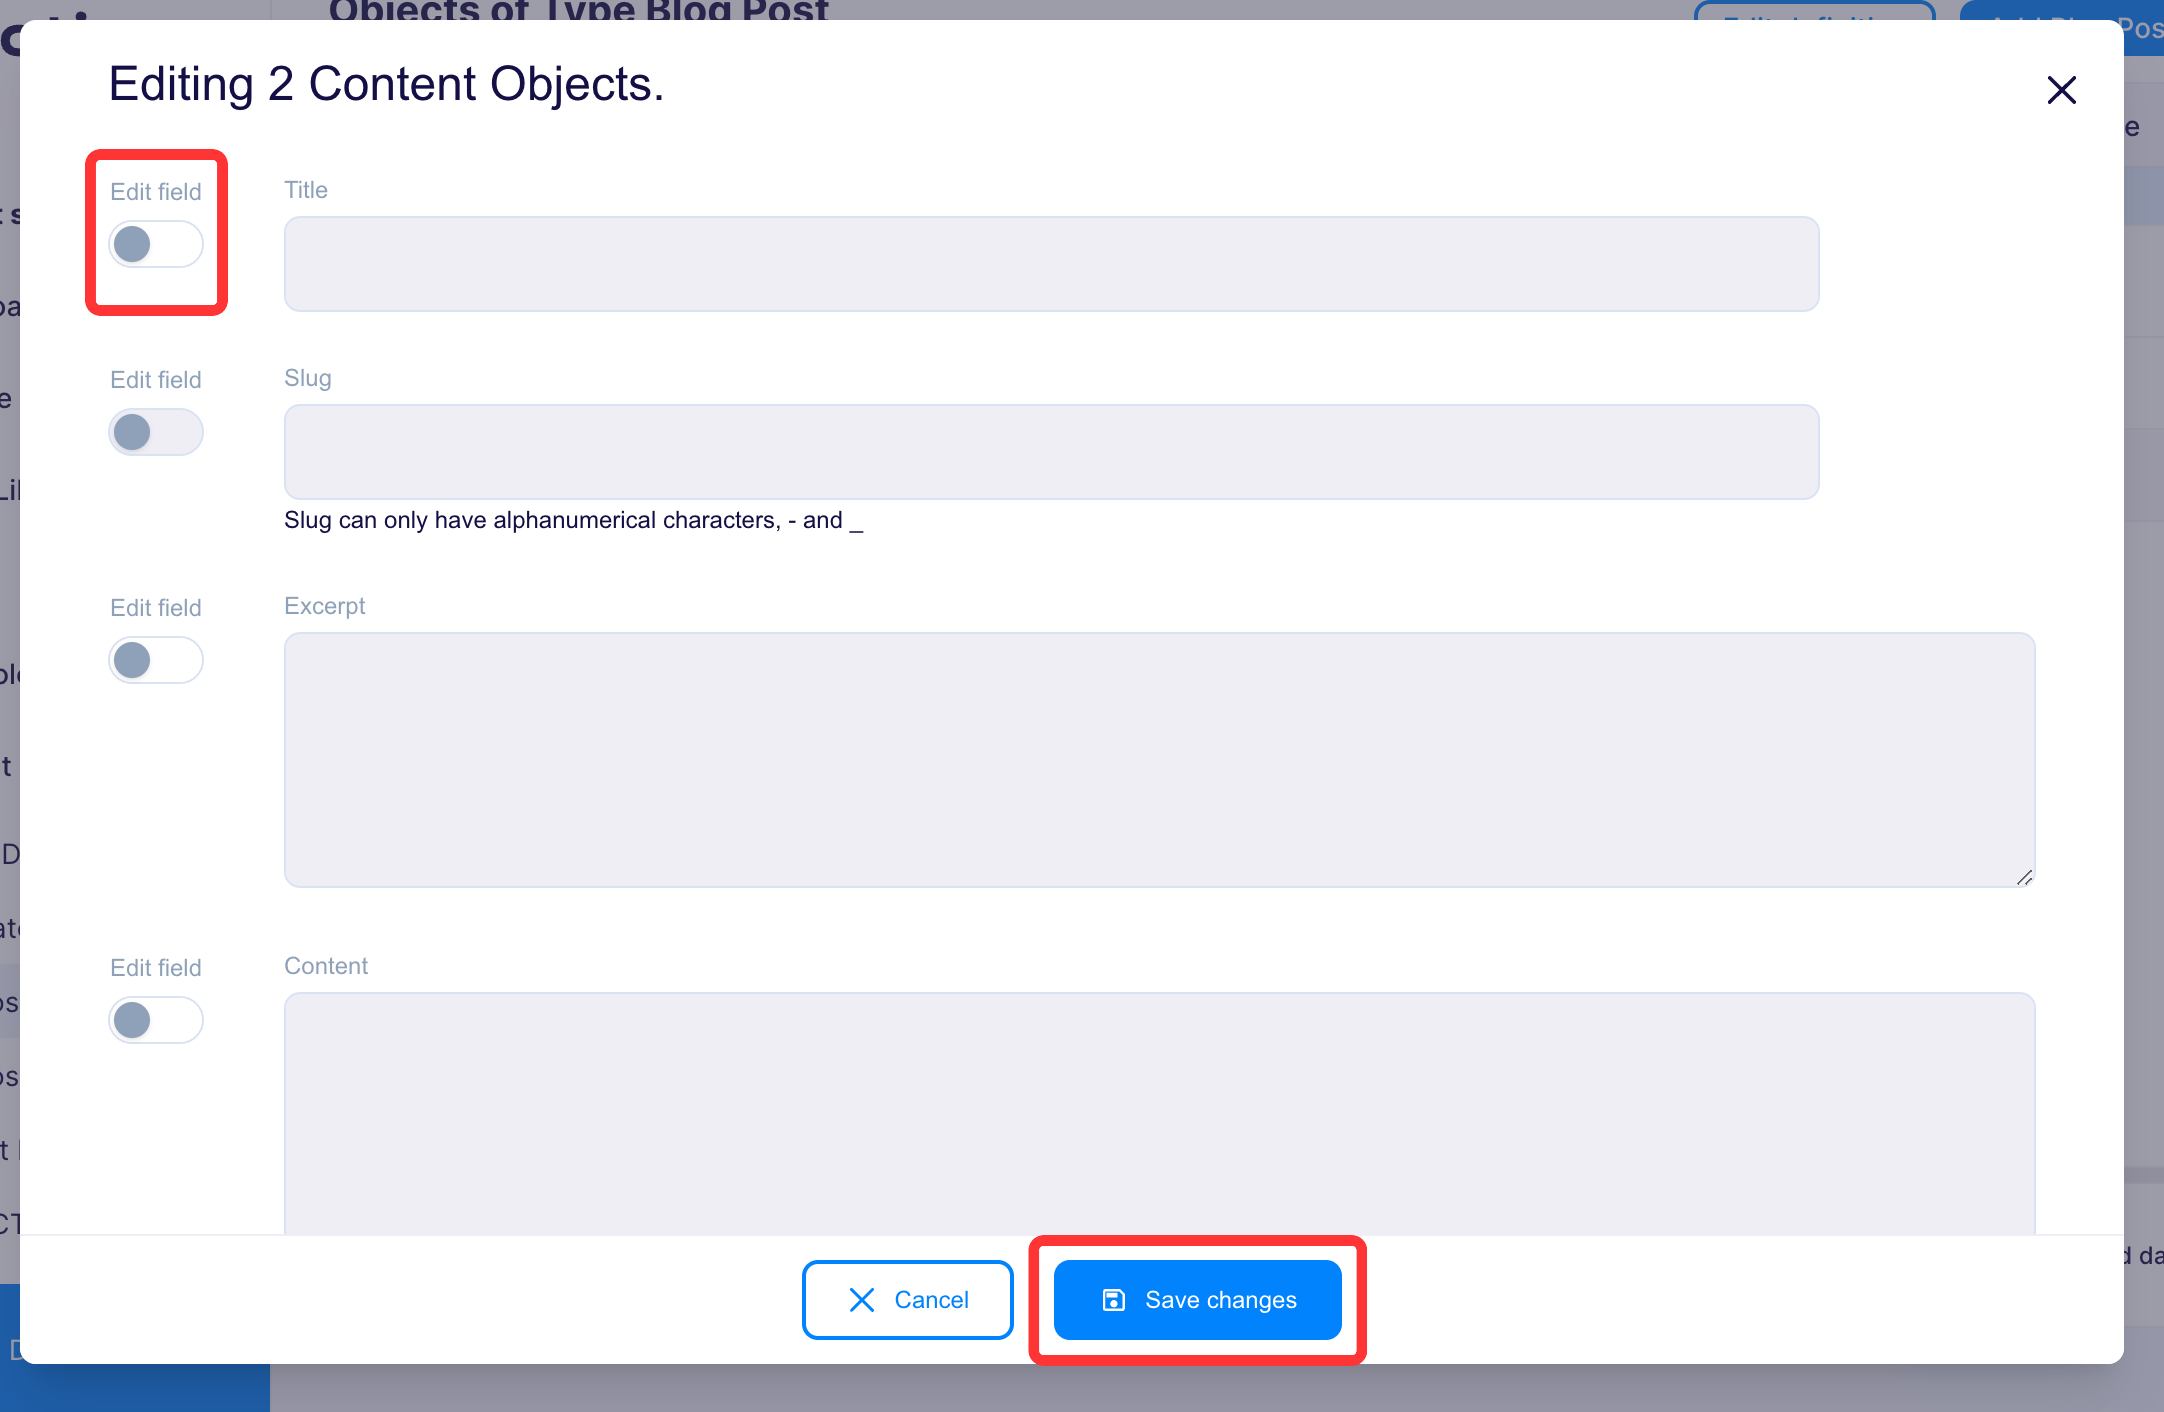 Objects of Type Blog Post
Editing 2 Content Objects.
Edit field
Title
Edit field
Slug
Slug can only have alphanumerical characters, - and _
Edit field
Excerpt
Edit field
Content
Cancel
Save changes